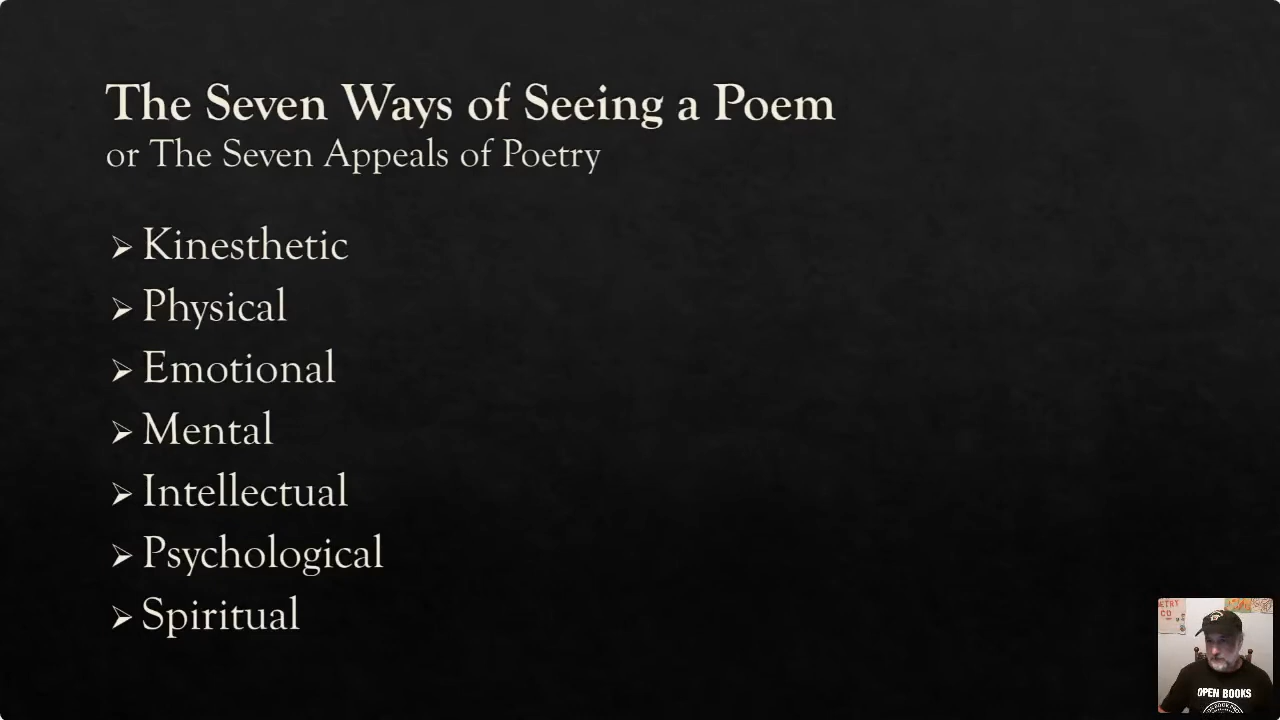 The Seven Ways of Seeing a Poem
or The Seven Appeals of Poetry
Kinesthetic
Physical
Emotional
Mental
Intellectual
Psychological
Spiritual
OPEN BOOKS